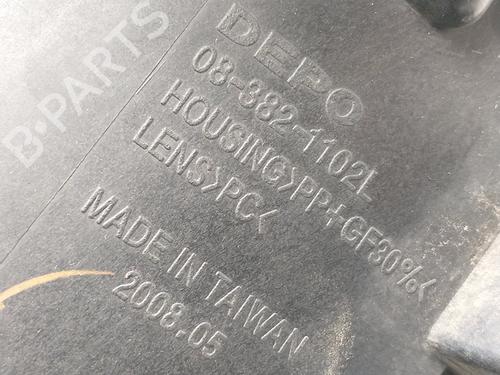 DEPO
08-382-1102L
HOUSING>PP+GF30%<
LENS>PC<
MADE IN TAIWAN
2008.05
B-PARTS